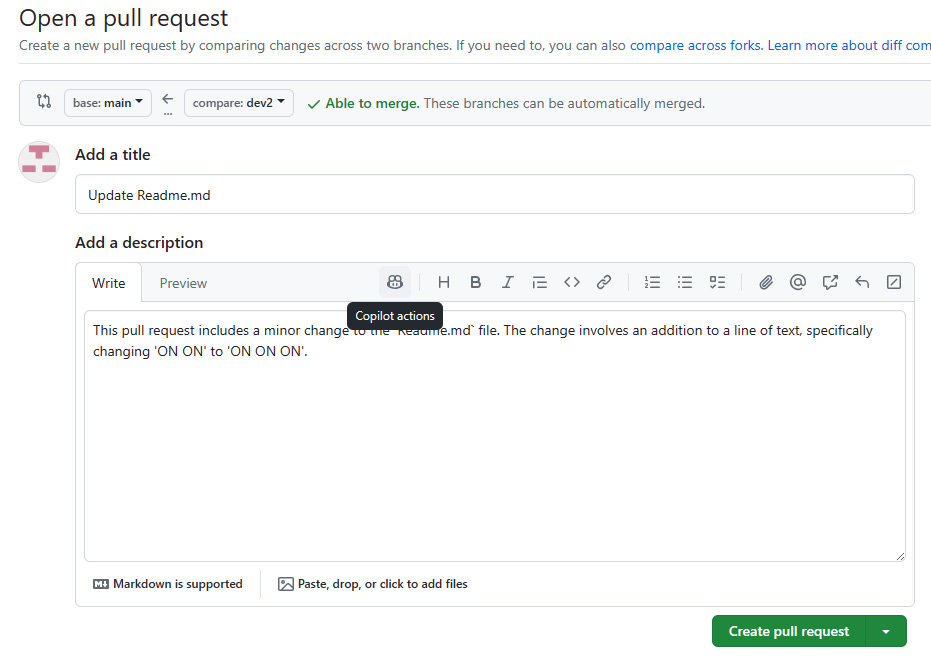 Open a pull request
Create a new pull request by comparing changes across two branches. If you need to, you can also compare across forks. Learn more about diff com
base: main
compare: dev2
Able to merge. These branches can be automatically merged.
Add a title
Update Readme.md
Add a description
Write
Preview
Copilot actions
This pull request includes a minor change to the `Readme.md` file. The change involves an addition to a line of text, specifically
changing 'ON ON' to 'ON ON ON'.
Markdown is supported
Paste, drop, or click to add files
Create pull request